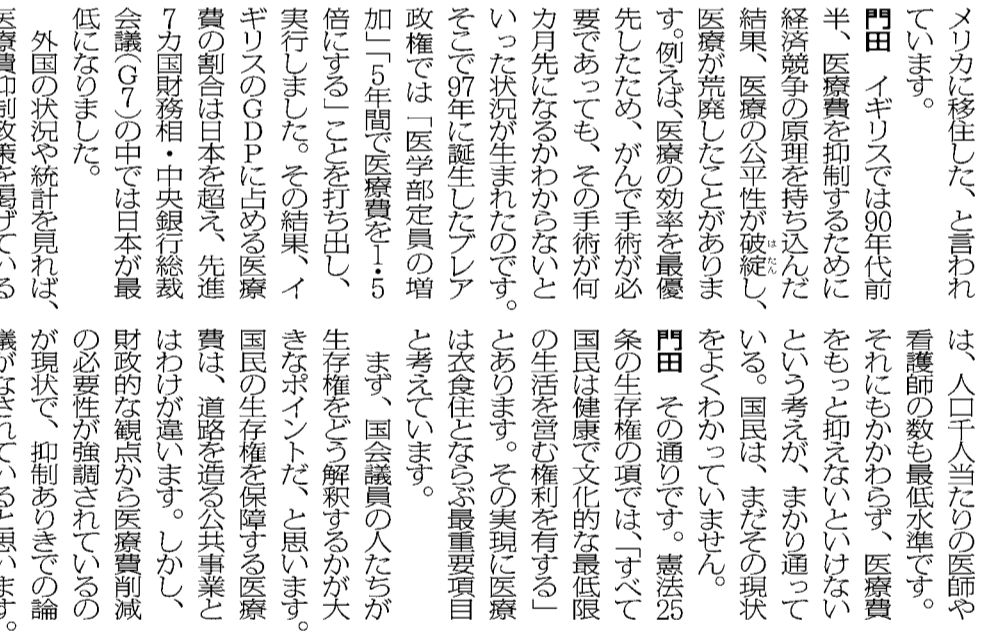 メリカに移住した、と言われ
ています。
門田　イギリスでは90年代前
半、医療費を抑制するために
経済競争の原理を持ち込んだ
結果、医療の公平性が破綻し、
医療が荒廃したことがありま
す。例えば、医療の効率を最優
先したため、がんで手術が必
要であっても、その手術が何
カ月先になるかわからないと
いった状況が生まれたのです。
そこで97年に誕生したブレア
政権では「医学部定員の増
加」「5年間で医療費を1・5
倍にする」ことを打ち出し、
実行しました。その結果、イ
ギリスのGDPに占める医療
費の割合は日本を超え、先進
7カ国財務相・中央銀行総裁
会議(G7)の中では日本が最
低になりました。
　外国の状況や統計を見れば、
医療費抑制政策を掲げている
は、人口千人当たりの医師や
看護師の数も最低水準です。
それにもかかわらず、医療費
をもっと抑えないといけない
という考えが、まかり通って
いる。国民は、まだその現状
をよくわかっていません。
門田　その通りです。憲法25
条の生存権の項では、「すべて
国民は健康で文化的な最低限
の生活を営む権利を有する」
とあります。その実現に医療
は衣食住とならぶ最重要項目
と考えています。
　まず、国会議員の人たちが
生存権をどう解釈するかが大
きなポイントだ、と思います。
国民の生存権を保障する医療
費は、道路を造る公共事業と
はわけが違います。しかし、
財政的な観点から医療費削減
の必要性が強調されているの
が現状で、抑制ありきでの論
議がなされていると思います。